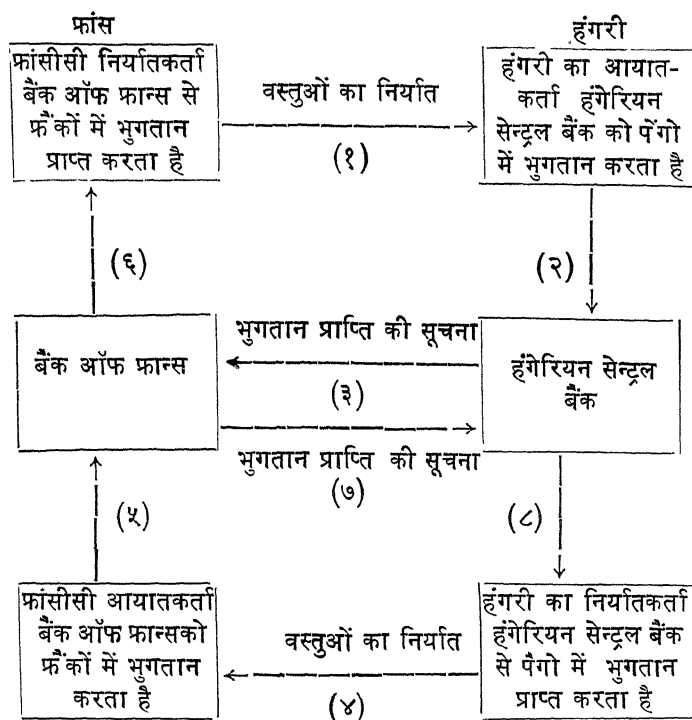 फ्रांस
हंगरी
फ्रांसीसी निर्यातकर्ता
बैंक ऑफ फ्रान्स से
फ्रैंकों में भुगतान
प्राप्त करता है
वस्तुओं का निर्यात
(१)
हंगरी का आयात-
कर्ता हंगेरियन
सेन्ट्रल बैंक को पेंगो
में भुगतान करता है
(६)
(२)
बैंक ऑफ फ्रान्स
भुगतान प्राप्ति की सूचना
(३)
भुगतान प्राप्ति की सूचना
(७)
हंगेरियन सेन्ट्रल
बैंक
(५)
(८)
फ्रांसीसी आयातकर्ता
बैंक ऑफ फ्रान्सको
फ्रैंकों में भुगतान
करता है
वस्तुओं का निर्यात
(४)
हंगरी का निर्यातकर्ता
हंगेरियन सेन्ट्रल बैंक
से पेंगो में भुगतान
प्राप्त करता है